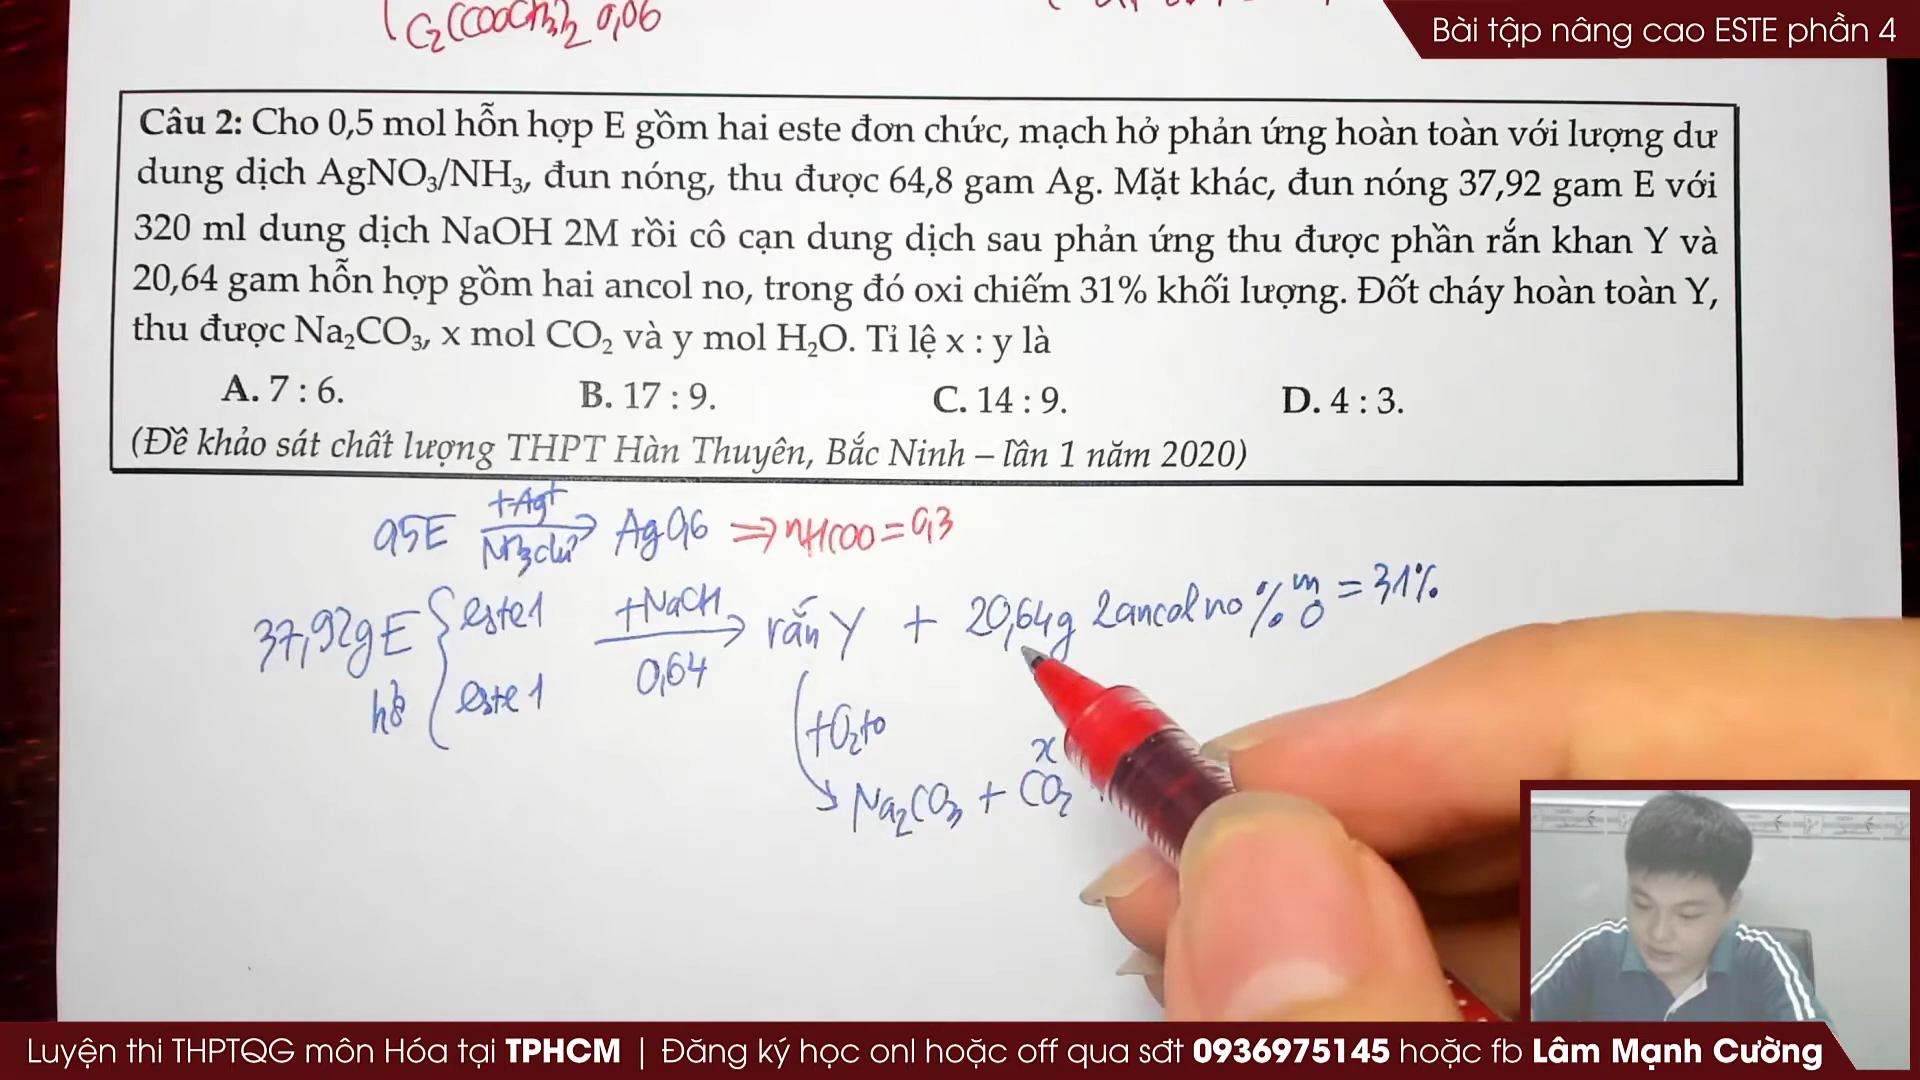 C₂(COOCH₃)₂ 0,06
Bài tập nâng cao ESTE phần 4
Câu 2: Cho 0,5 mol hỗn hợp E gồm hai este đơn chức, mạch hở phản ứng hoàn toàn với lượng dư
dung dịch AgNO₃/NH₃, đun nóng, thu được 64,8 gam Ag. Mặt khác, đun nóng 37,92 gam E với
320 ml dung dịch NaOH 2M rồi cô cạn dung dịch sau phản ứng thu được phần rắn khan Y và
20,64 gam hỗn hợp gồm hai ancol no, trong đó oxi chiếm 31% khối lượng. Đốt cháy hoàn toàn Y,
thu được Na₂CO₃, x mol CO₂ và y mol H₂O. Tỉ lệ x : y là
A. 7 : 6. B. 17 : 9. C. 14 : 9. D. 4 : 3.
(Đề khảo sát chất lượng THPT Hàn Thuyên, Bắc Ninh – lần 1 năm 2020)
+Ag⁺
0,5E → Ag 0,6 ⇒ nHCOO = 0,3
NH₃ dư
37,92g E { este 1 +NaOH → rắn Y + 20,64g 2 ancol no %mO = 31%
hở este 1 0,64
+O₂ t°
x
Na₂CO₃ + CO₂
Luyện thi THPTQG môn Hóa tại TPHCM | Đăng ký học onl hoặc off qua sđt 0936975145 hoặc fb Lâm Mạnh Cường